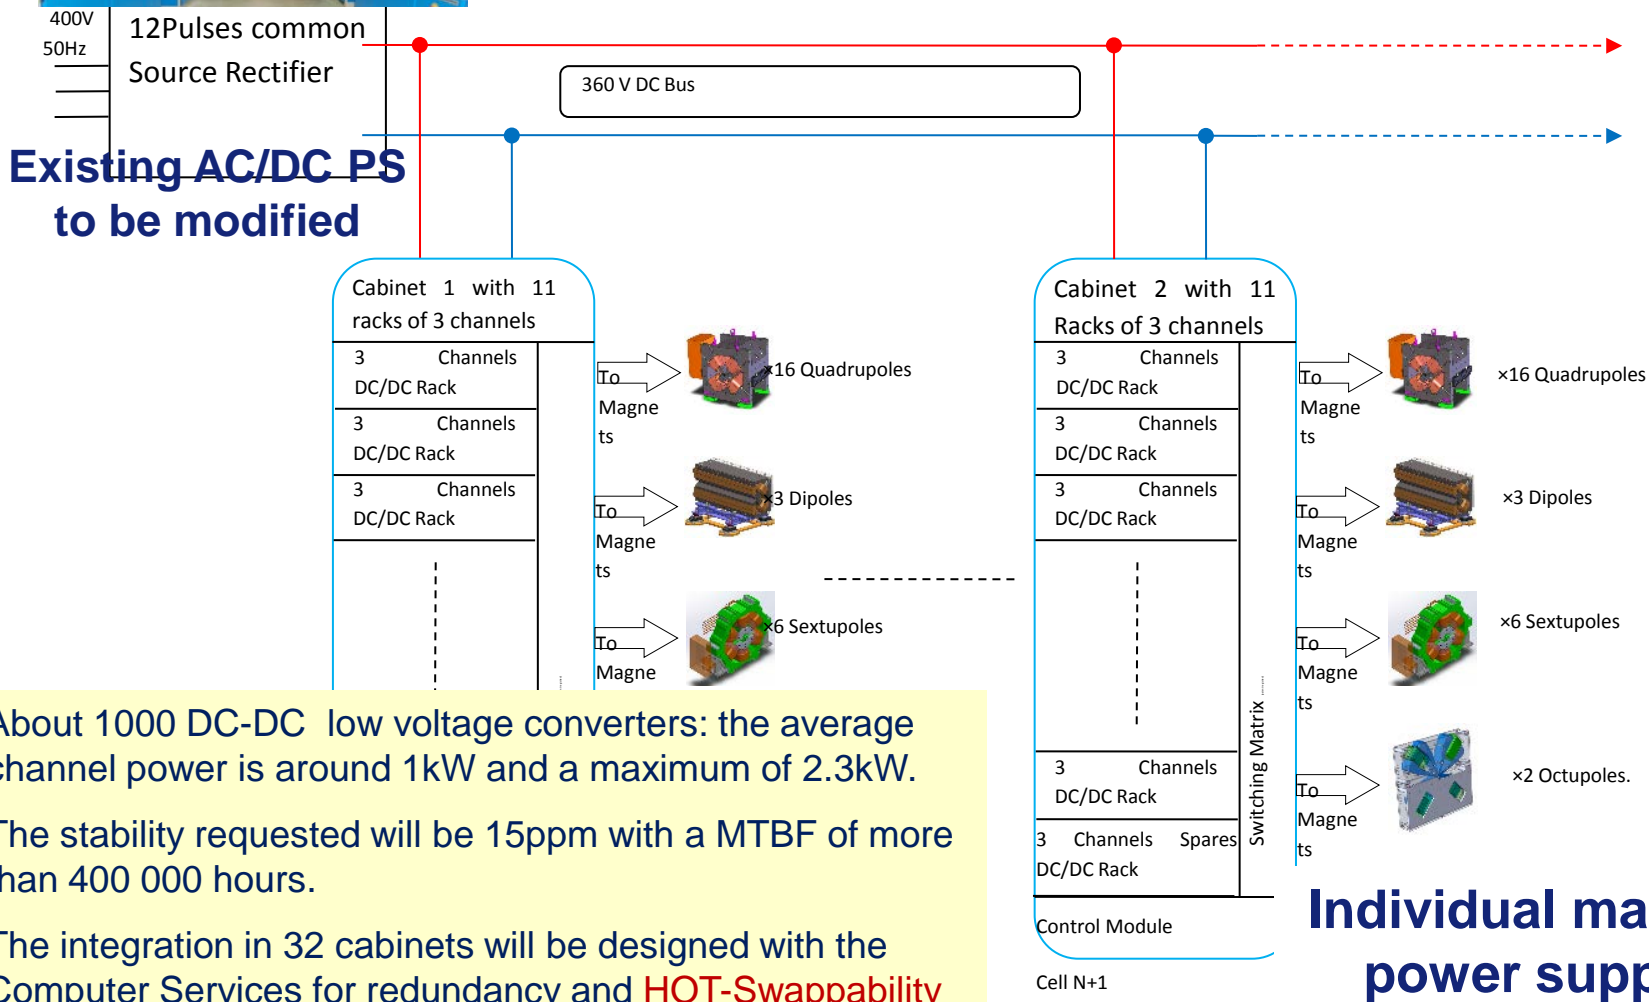 400V
50Hz
12Pulses common
Source Rectifier
360 V DC Bus
Existing AC/DC PS
to be modified
Cabinet 1 with 11
racks of 3 channels
3 Channels
DC/DC Rack
3 Channels
DC/DC Rack
3 Channels
DC/DC Rack
To
Magne
ts
×16 Quadrupoles
To
Magne
ts
×3 Dipoles
To
Magne
×6 Sextupoles
Cabinet 2 with 11
Racks of 3 channels
3 Channels
DC/DC Rack
3 Channels
DC/DC Rack
3 Channels
DC/DC Rack
3 Channels
DC/DC Rack
3 Channels Spares
DC/DC Rack
Switching Matrix
Control Module
Cell N+1
To
Magne
ts
×16 Quadrupoles
To
Magne
ts
×3 Dipoles
To
Magne
ts
×6 Sextupoles
To
Magne
ts
×2 Octupoles.
About 1000 DC-DC low voltage converters: the average
channel power is around 1kW and a maximum of 2.3kW.
The stability requested will be 15ppm with a MTBF of more
than 400 000 hours.
The integration in 32 cabinets will be designed with the
Computer Services for redundancy and HOT-Swappability
Individual ma
power supp